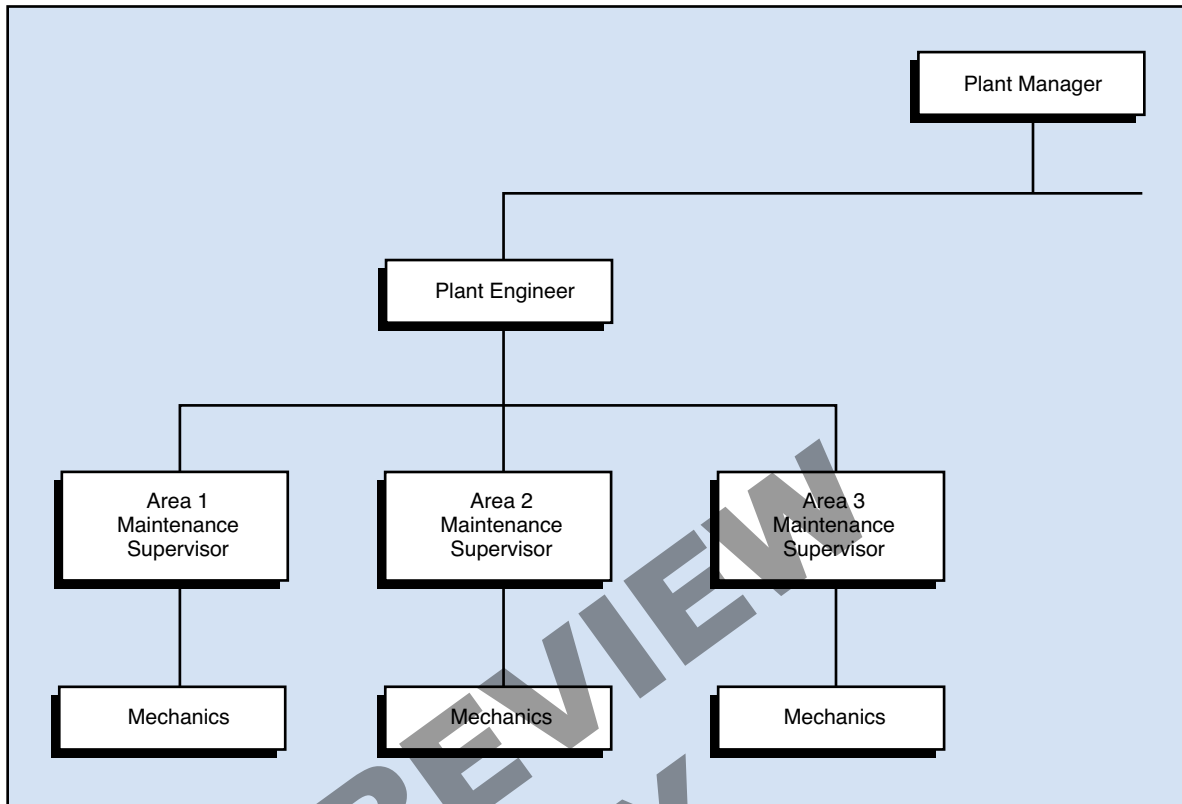 Plant Manager
Plant Engineer
Area 1
Maintenance
Supervisor
Area 2
Maintenance
Supervisor
Area 3
Maintenance
Supervisor
Mechanics
Mechanics
Mechanics
PREVIEW